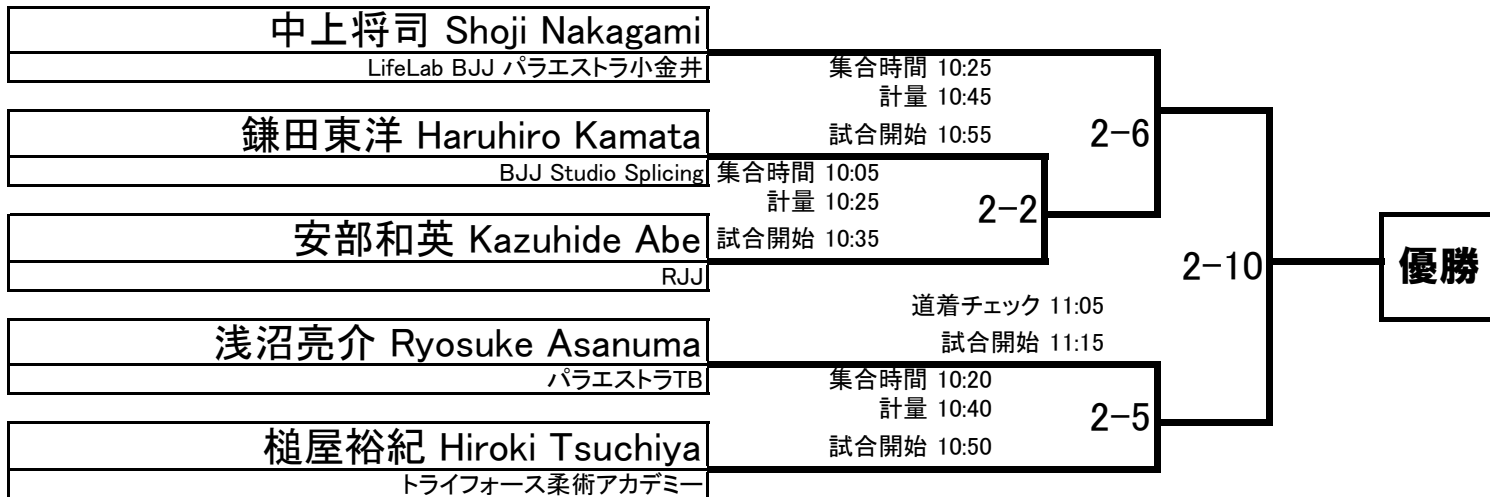 中上将司 Shoji Nakagami
LifeLab BJJ パラエストラ小金井
集合時間 10:25
計量 10:45
試合開始 10:55
2-6
鎌田東洋 Haruhiro Kamata
BJJ Studio Splicing
集合時間 10:05
計量 10:25
試合開始 10:35
2-2
安部和英 Kazuhide Abe
RJJ
2-10
優勝
道着チェック 11:05
試合開始 11:15
浅沼亮介 Ryosuke Asanuma
パラエストラTB
集合時間 10:20
計量 10:40
試合開始 10:50
2-5
槌屋裕紀 Hiroki Tsuchiya
トライフォース柔術アカデミー